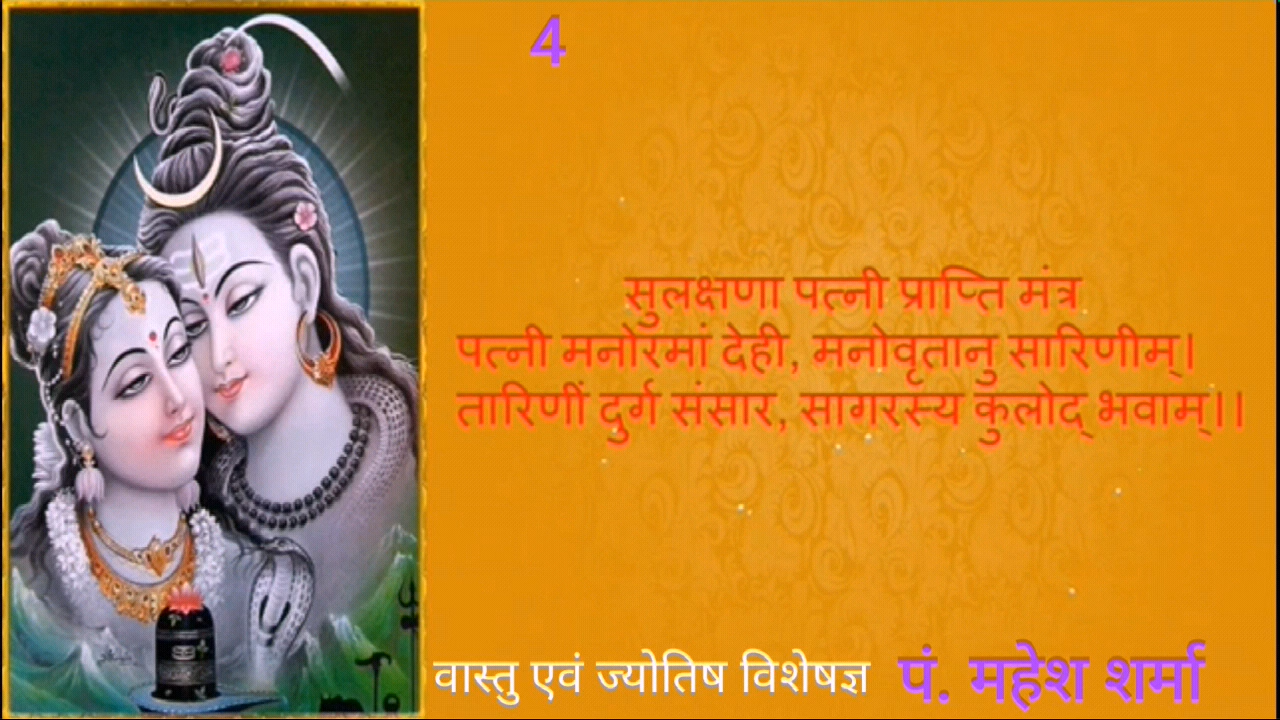 4
सुलक्षणा पत्नी प्राप्ति मंत्र
पत्नी मनोरमां देही, मनोवृतानु सारिणीम्।
तारिणीं दुर्ग संसार, सागरस्य कुलोद् भवाम्।।
वास्तु एवं ज्योतिष विशेषज्ञ पं. महेश शर्मा